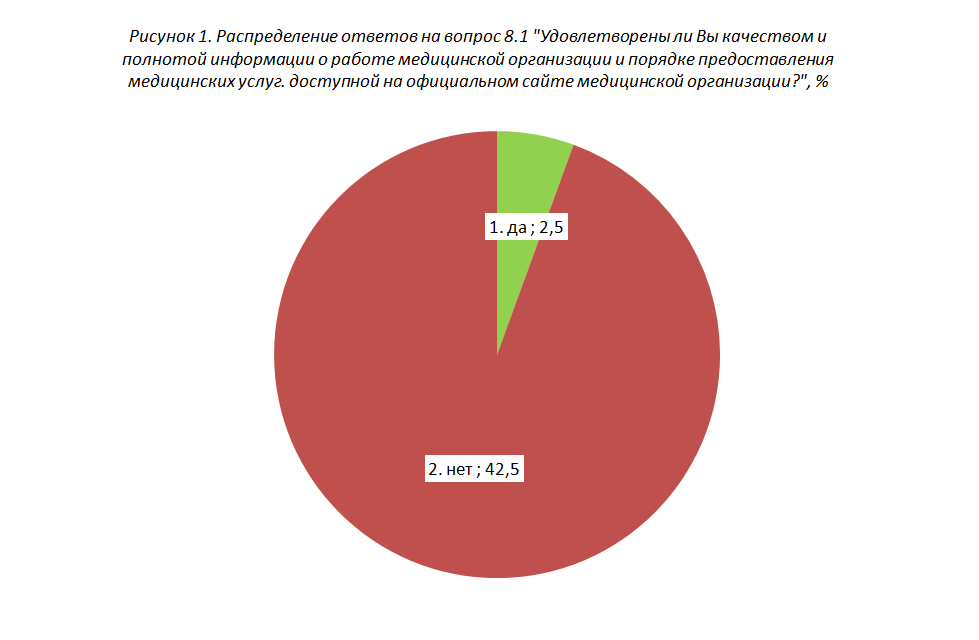 Рисунок 1. Распределение ответов на вопрос 8.1 "Удовлетворены ли Вы качеством и
полнотой информации о работе медицинской организации и порядке предоставления
медицинских услуг. доступной на официальном сайте медицинской организации?", %
1. да ; 2,5
2. нет ; 42,5